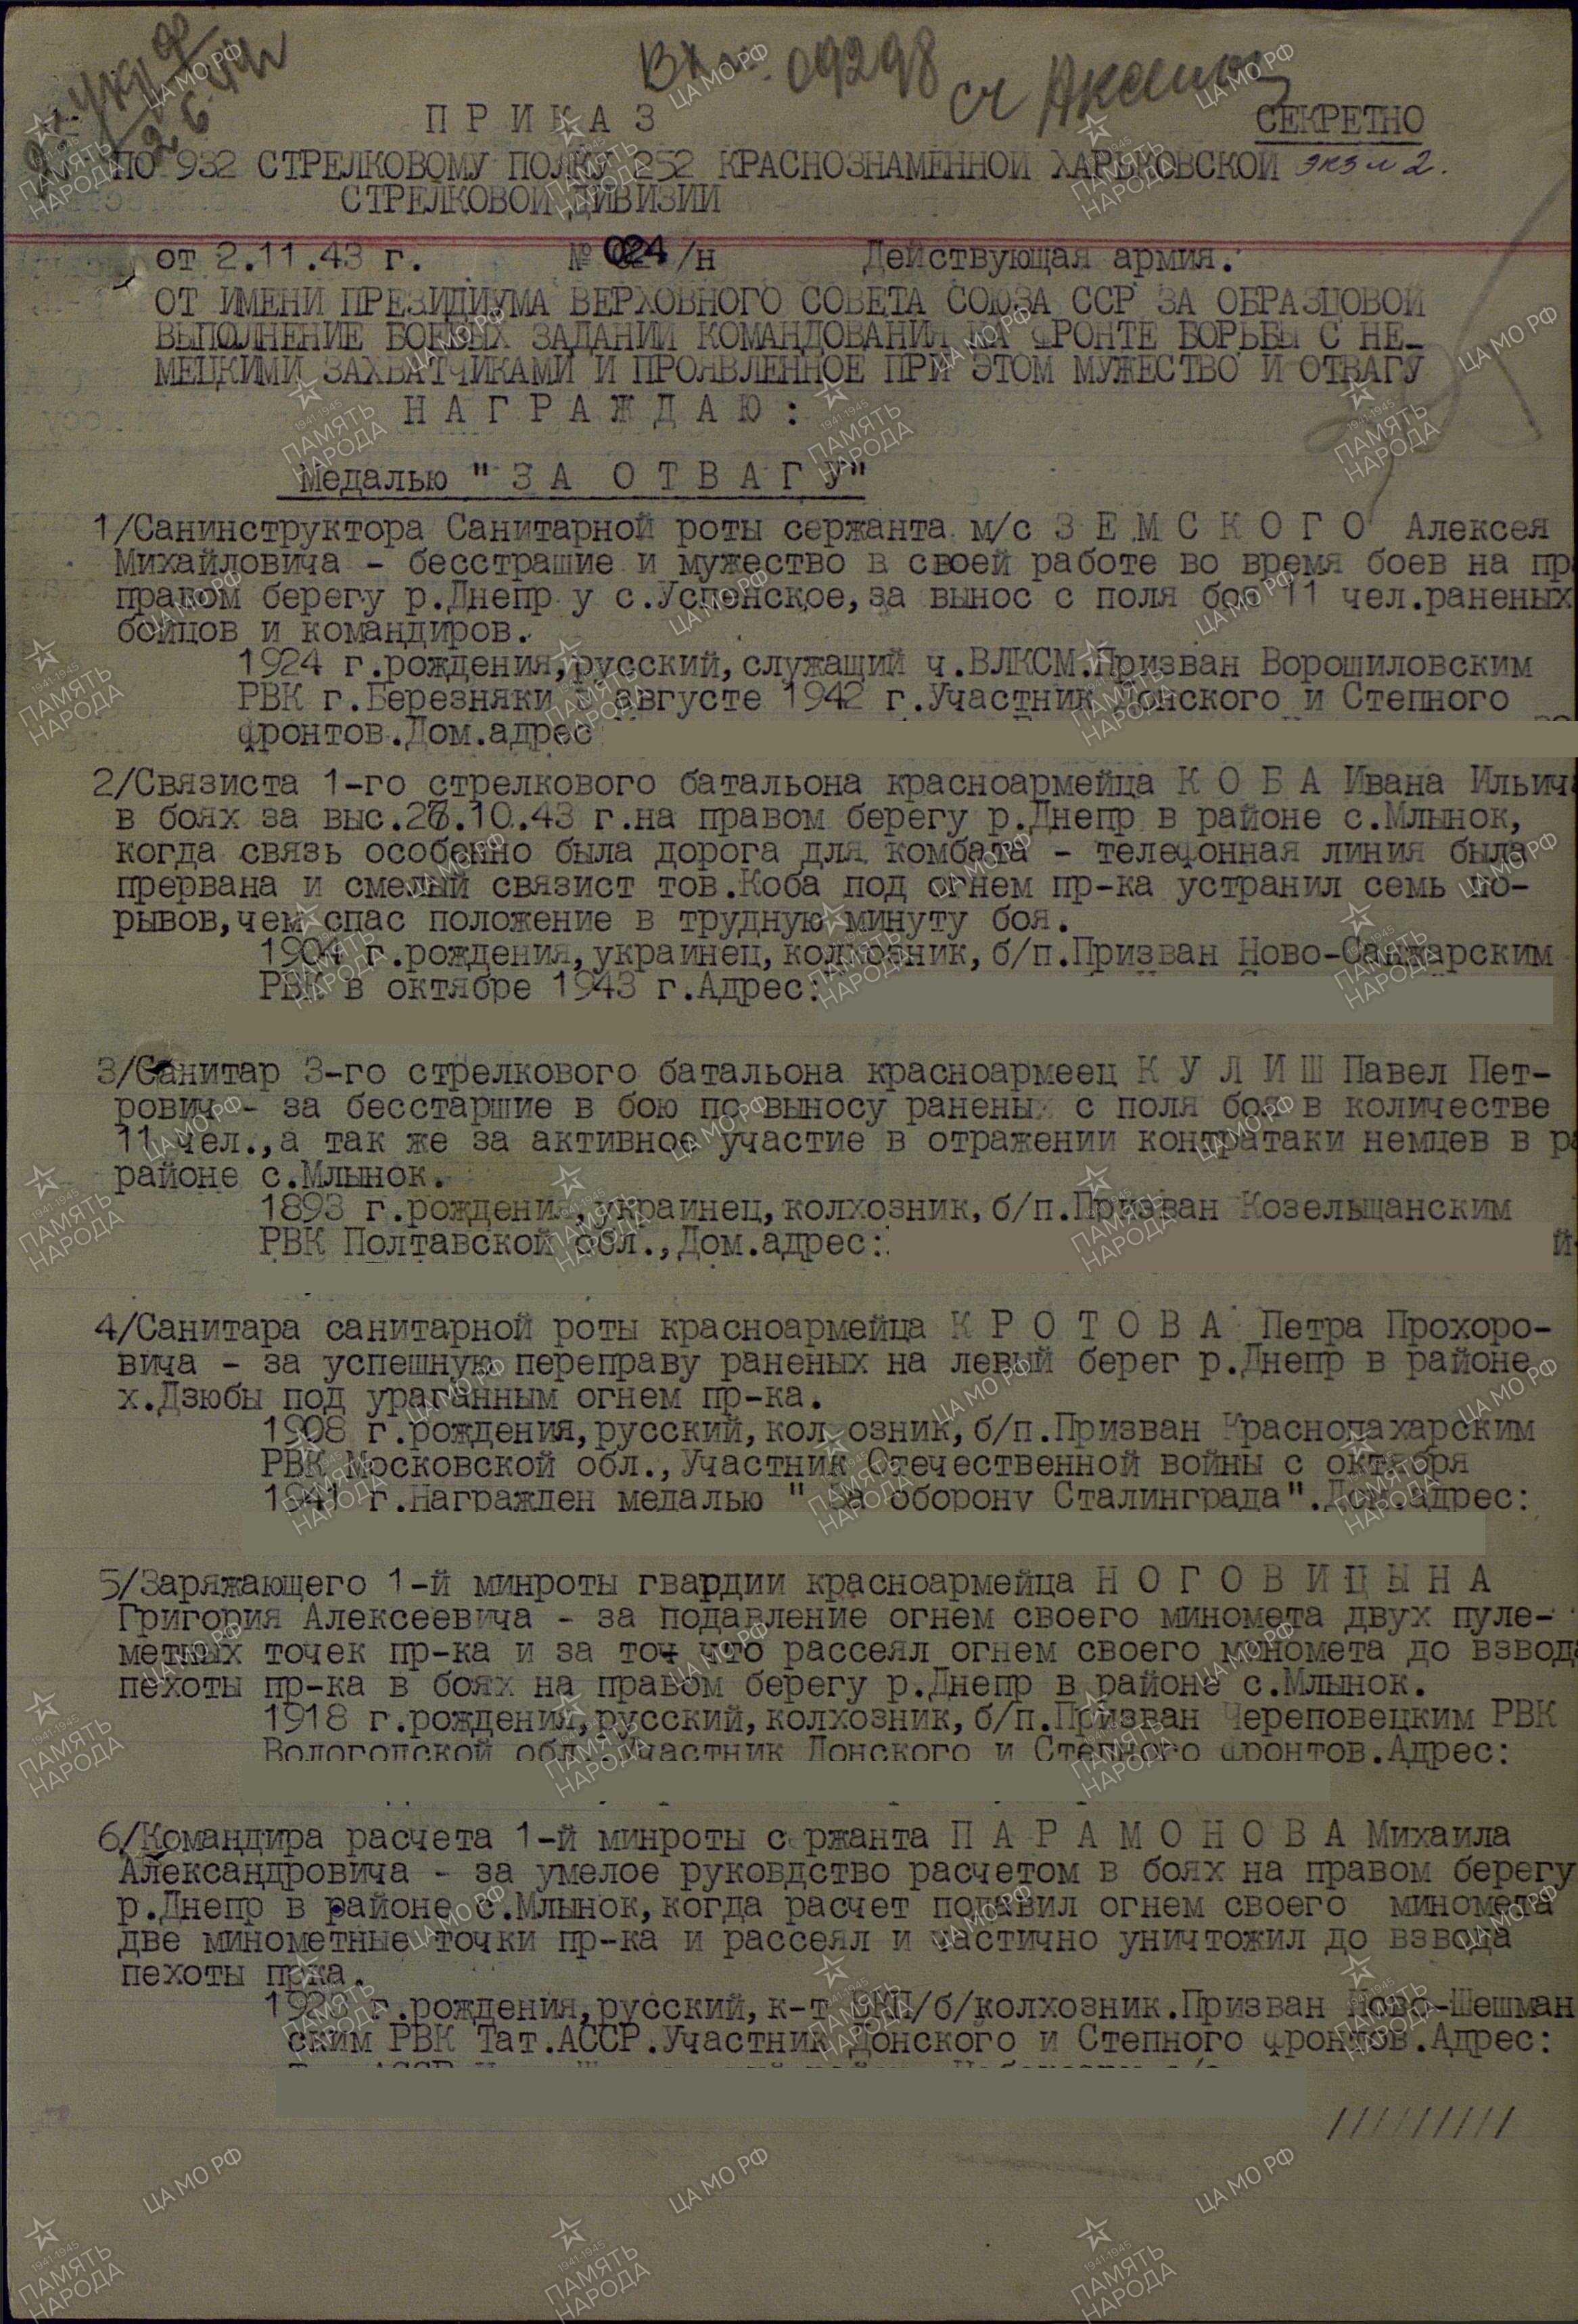 Вх №. 09298
П Р И К А З
СЕКРЕТНО
ПО 932 СТРЕЛКОВОМУ ПОЛКУ 252 КРАСНОЗНАМЕННОЙ ХАРЬКОВСКОЙ экз № 2.
СТРЕЛКОВОЙ ДИВИЗИИ
от 2.11.43 г. № 024 /н Действующая армия.
ОТ ИМЕНИ ПРЕЗИДИУМА ВЕРХОВНОГО СОВЕТА СОЮЗА ССР ЗА ОБРАЗЦОВОЙ
ВЫПОЛНЕНИЕ БОЕВЫХ ЗАДАНИЙ КОМАНДОВАНИЯ НА ФРОНТЕ БОРЬБЫ С НЕ-
МЕЦКИМИ ЗАХВАТЧИКАМИ И ПРОЯВЛЕННОЕ ПРИ ЭТОМ МУЖЕСТВО И ОТВАГУ
Н А Г Р А Ж Д А Ю :
Медалью " З А О Т В А Г У"
1/Санинструктора Санитарной роты сержанта м/с З Е М С К О Г О Алексея
Михайловича - бесстрашие и мужество в своей работе во время боев на пра
правом берегу р.Днепр у с.Успенское,за вынос с поля боя 11 чел.раненых
бойцов и командиров.
1924 г.рождения,русский,служащий ч.ВЛКСМ.Призван Ворошиловским
РВК г.Березняки в августе 1942 г.Участник Донского и Степного
фронтов.Дом.адрес
2/Связиста 1-го стрелкового батальона красноармейца К О Б А Ивана Ильича
в боях за выс.26.10..43 г.на правом берегу р.Днепр в районе с.Млынок,
когда связь особенно была дорога для комбата - телефонная линия была
прервана и смелый связист тов.Коба под огнем пр-ка устранил семь по-
рывов,чем спас положение в трудную минуту боя.
1904 г.рождения,украинец,колхозник,б/п.Призван Ново-Санжарским
РВК в октябре 1943 г.Адрес:
3/Санитар 3-го стрелкового батальона красноармеец К У Л И Ш Павел Пет-
рович - за бесстаршие в бою по выносу раненых с поля боя в количестве
11 чел.,а так же за активное участие в отражении контратаки немцев в ра
районе с.Млынок.
1893 г.рождения,украинец,колхозник,б/п.Призван Козельщанским
РВК Полтавской обл.,Дом.адрес:
4/Санитара санитарной роты красноармейца К Р О Т О В А Петра Прохоро-
вича - за успешную переправу раненых на левый берег р.Днепр в районе
х.Дзюбы под ураганным огнем пр-ка.
1908 г.рождения,русский,колхозник,б/п.Призван Краснопахарским
РВК Московской обл.,Участник Отечественной войны с октября
1941 г.Награжден медалью " За оборону Сталинграда".Дом.адрес:
5/Заряжающего 1-й минроты гвардии красноармейца Н О Г О В И Ц Ы Н А
Григория Алексеевича - за подавление огнем своего миномета двух пуле-
метных точек пр-ка и за точ что рассеял огнем своего миномета до взвода
пехоты пр-ка в боях на правом берегу р.Днепр в районе с.Млынок.
1918 г.рождения,русский,колхозник,б/п.Призван Череповецким РВК
Вологодской обл.,Участник Донского и Степного фронтов.Адрес:
6/Командира расчета 1-й минроты сержанта П А Р А М О Н О В А Михаила
Александровича - за умелое руковдство расчетом в боях на правом берегу
р.Днепр в районе с.Млынок,когда расчет подавил огнем своего миномета
две минометные точки пр-ка и рассеял и частично уничтожил до взвода
пехоты прка.
г.рождения,русский,к-т ВКП/б/колхозник.Призван Ново-Шешмин
ским РВК Тат.АССР.Участник Донского и Степного фронтов.Адрес:
/////////